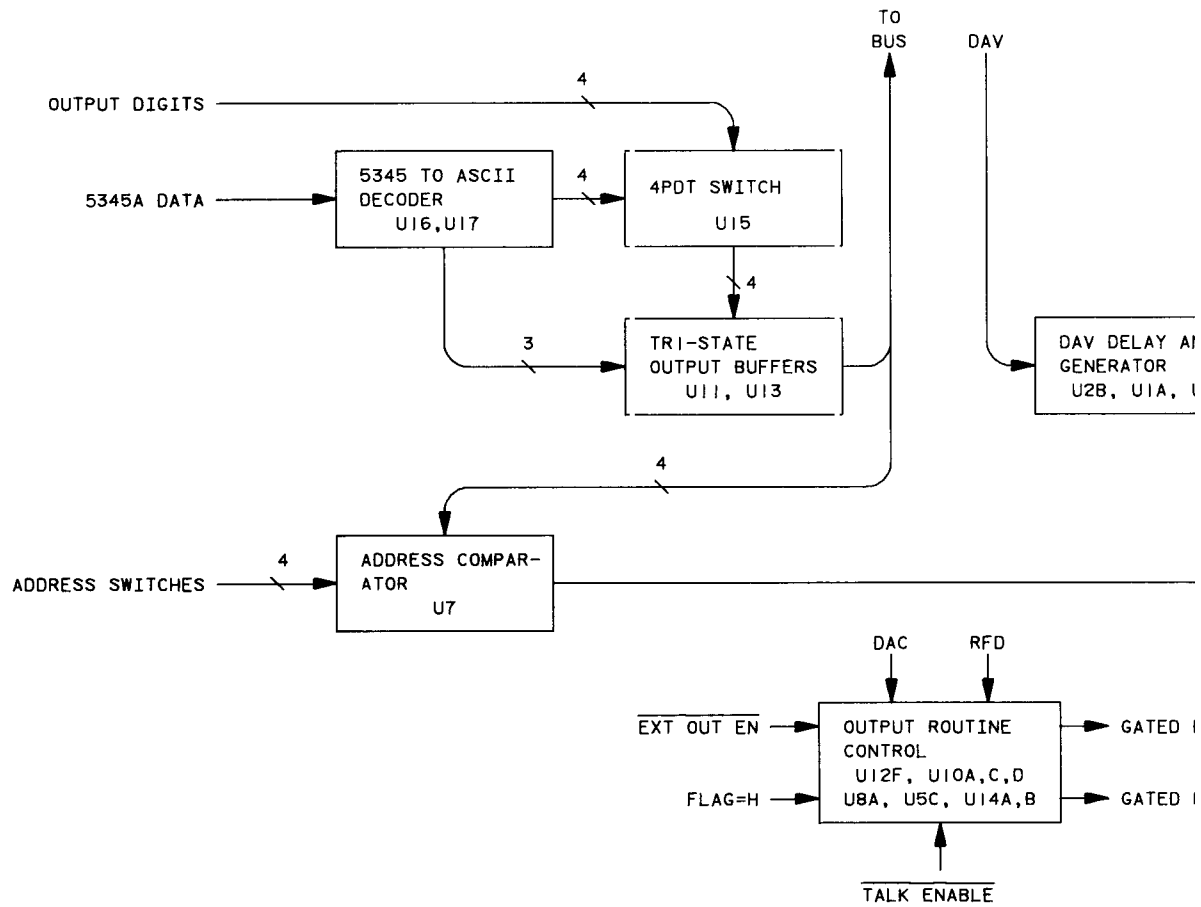 TO
BUS
DAV
4
OUTPUT DIGITS
5345 TO ASCII
DECODER
U16,U17
4
4PDT SWITCH
U15
5345A DATA
4
3
TRI-STATE
OUTPUT BUFFERS
U11, U13
DAV DELAY
GENERATOR
U2B, U1A,
4
ADDRESS SWITCHES
4
ADDRESS COMPAR-
ATOR
U7
DAC
RFD
EXT OUT EN
OUTPUT ROUTINE
CONTROL
U12F, U10A,C,D
U8A, U5C, U14A,B
GATED
FLAG=H
GATED
TALK ENABLE